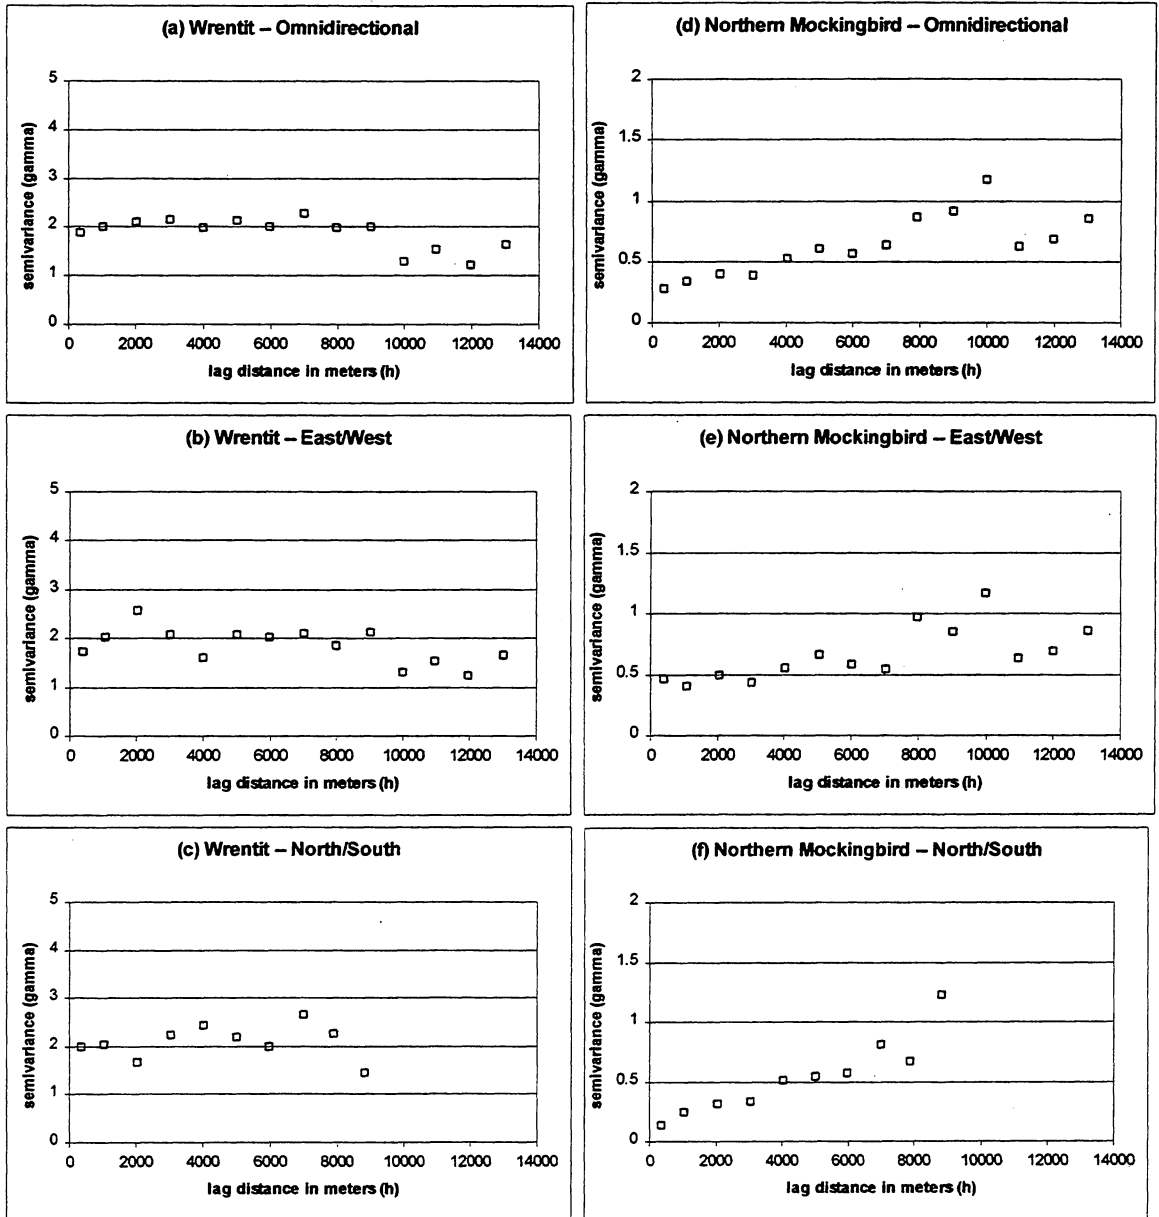 (a) Wrentit – Omnidirectional
5
4
3
2
1
0
semivariance (gamma)
0 2000 4000 6000 8000 10000 12000 14000
lag distance in meters (h)
(d) Northern Mockingbird – Omnidirectional
2
1.5
1
0.5
0
semivariance (gamma)
0 2000 4000 6000 8000 10000 12000 14000
lag distance in meters (h)
(b) Wrentit – East/West
5
4
3
2
1
0
semivariance (gamma)
0 2000 4000 6000 8000 10000 12000 14000
lag distance in meters (h)
(e) Northern Mockingbird – East/West
2
1.5
1
0.5
0
semivariance (gamma)
0 2000 4000 6000 8000 10000 12000 14000
lag distance in meters (h)
(c) Wrentit – North/South
5
4
3
2
1
0
semivariance (gamma)
0 2000 4000 6000 8000 10000 12000 14000
lag distance in meters (h)
(f) Northern Mockingbird – North/South
2
1.5
1
0.5
0
semivariance (gamma)
0 2000 4000 6000 8000 10000 12000 14000
lag distance in meters (h)